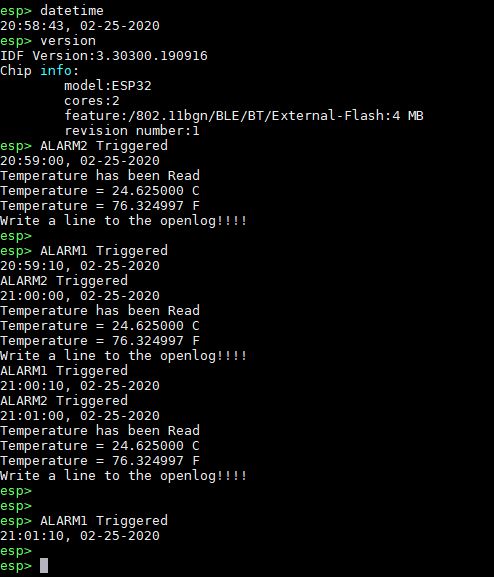 esp> datetime
20:58:43, 02-25-2020
esp> version
IDF Version:3.30300.190916
Chip info:
        model:ESP32
        cores:2
        feature:/802.11bgn/BLE/BT/External-Flash:4 MB
        revision number:1
esp> ALARM2 Triggered
20:59:00, 02-25-2020
Temperature has been Read
Temperature = 24.625000 C
Temperature = 76.324997 F
Write a line to the openlog!!!!
esp>
esp> ALARM1 Triggered
20:59:10, 02-25-2020
ALARM2 Triggered
21:00:00, 02-25-2020
Temperature has been Read
Temperature = 24.625000 C
Temperature = 76.324997 F
Write a line to the openlog!!!!
ALARM1 Triggered
21:00:10, 02-25-2020
ALARM2 Triggered
21:01:00, 02-25-2020
Temperature has been Read
Temperature = 24.625000 C
Temperature = 76.324997 F
Write a line to the openlog!!!!
esp>
esp>
esp> ALARM1 Triggered
21:01:10, 02-25-2020
esp>
esp>